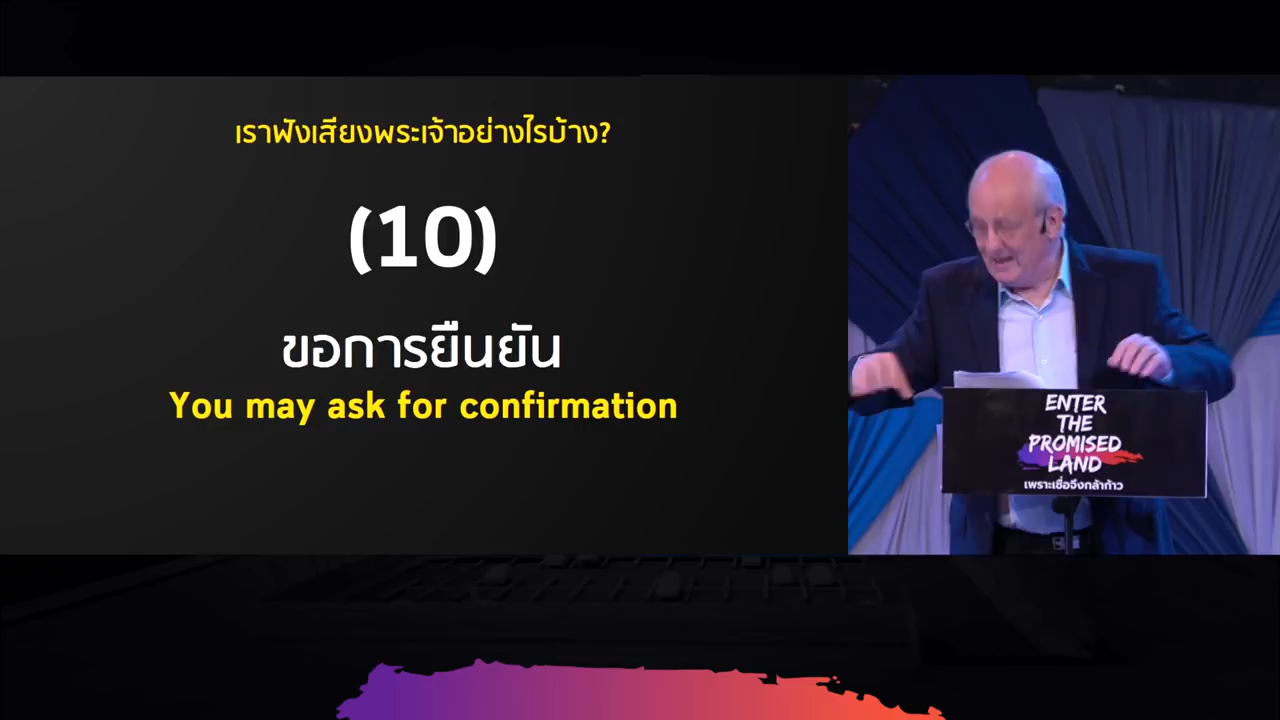 เราฟังเสียงพระเจ้าอย่างไรบ้าง?
(10)
ขอการยืนยัน
You may ask for confirmation
ENTER
THE
PROMISED
LAND
เพราะเชื่อจึงกล้าก้าว